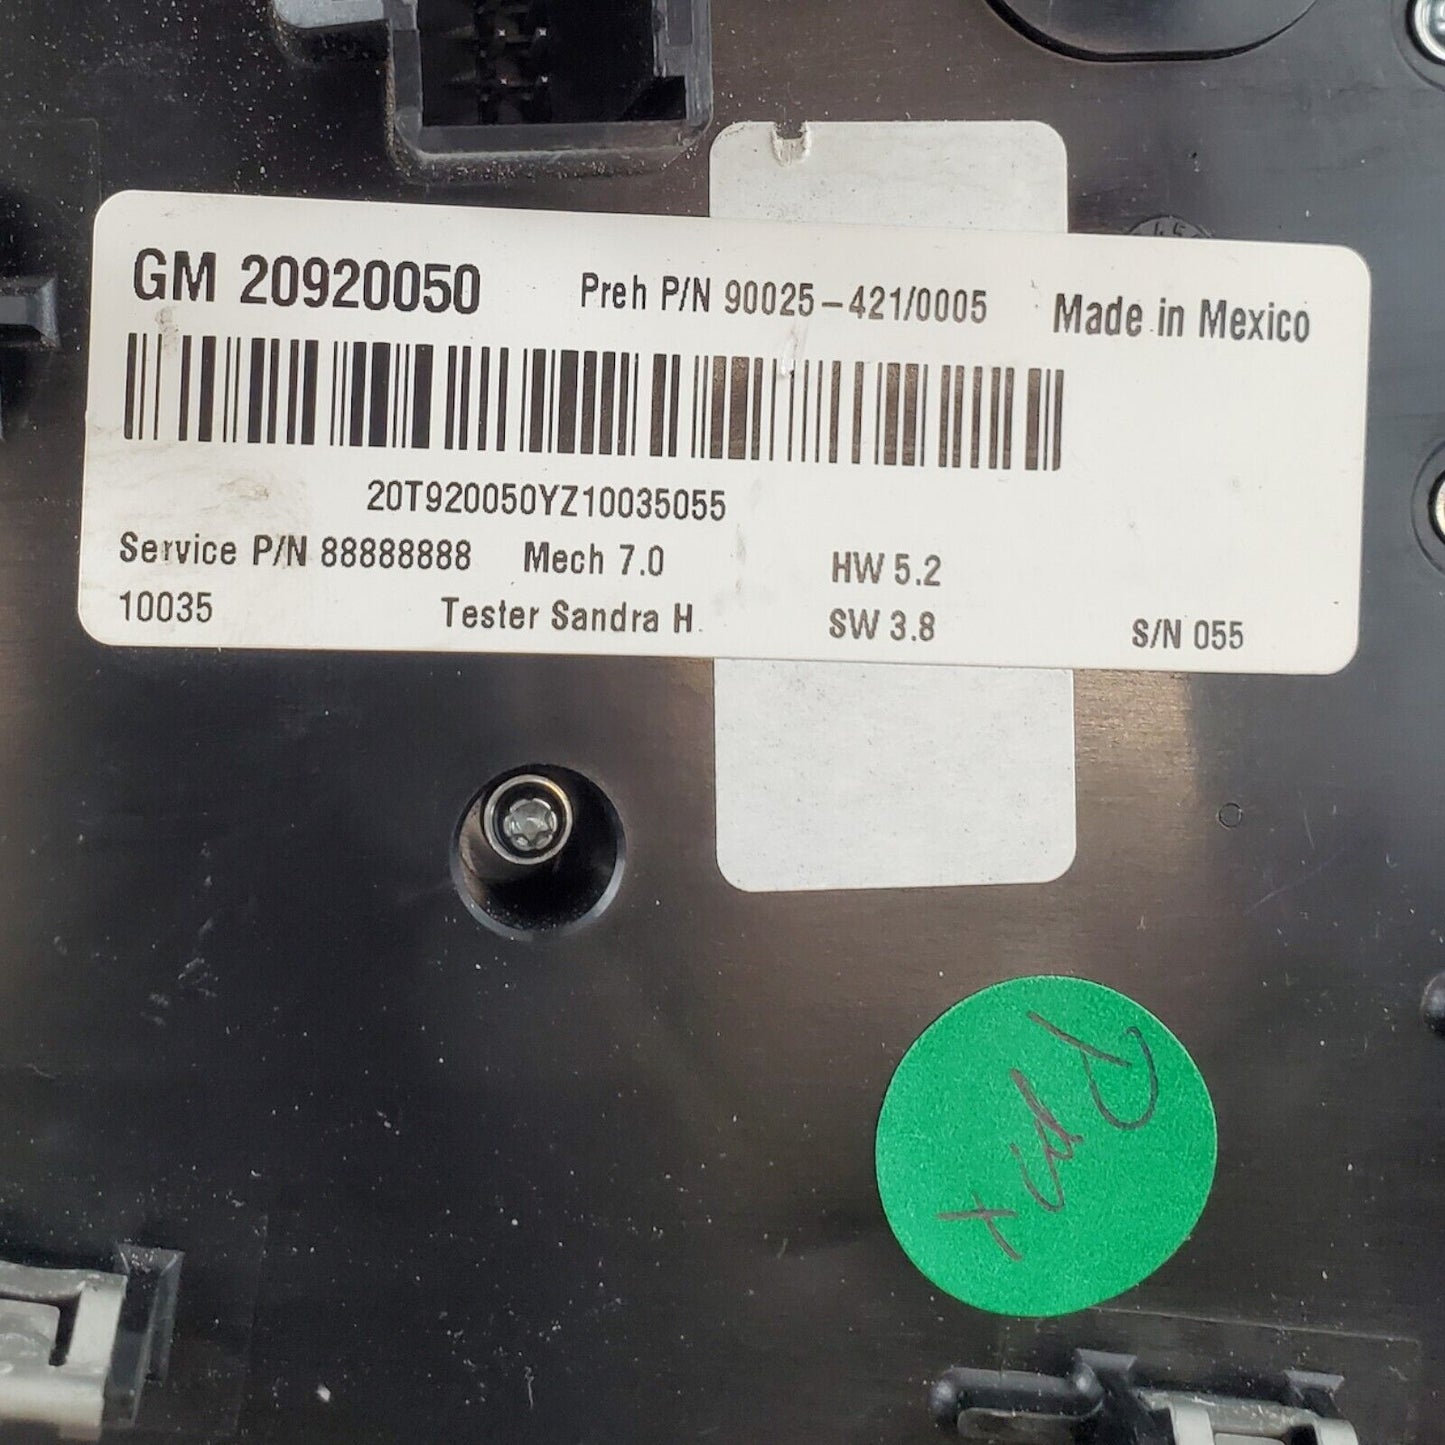 GM 20920050 Preh P/N 90025-421/0005 Made in Mexico
20T920050YZ10035055
Service P/N 88888888 Mech 7.0 HW 5.2
10035 Tester Sandra H. SW 3.8 S/N 055